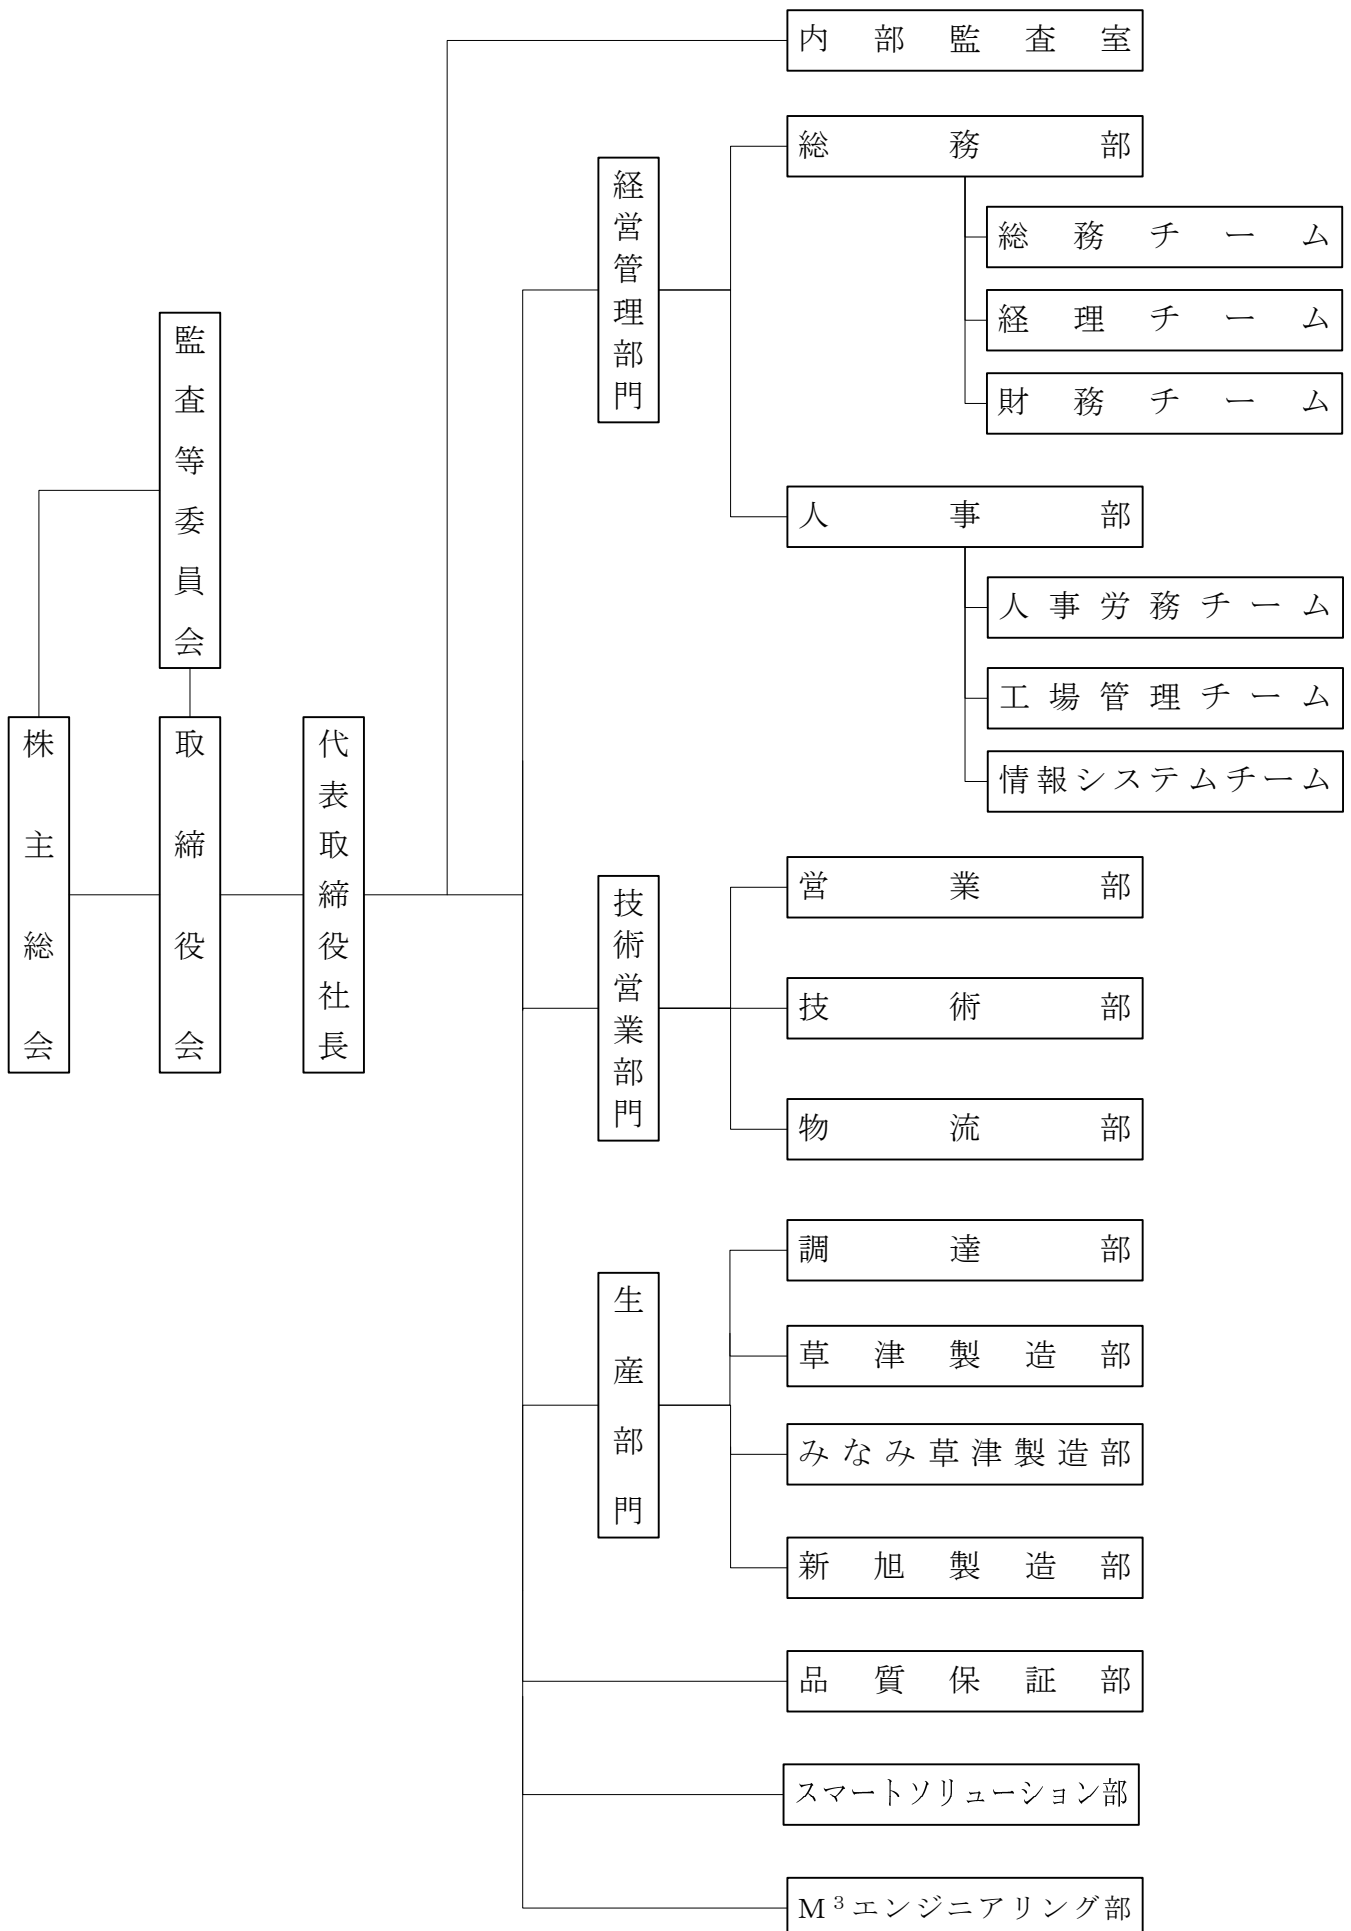 内部監査室
経営管理部門
総務部
総務チーム
経理チーム
財務チーム
人事部
人事労務チーム
工場管理チーム
情報システムチーム
監査等委員会
株主総会
取締役会
代表取締役社長
技術営業部門
営業部
技術部
物流部
生産部門
調達部
草津製造部
みなみ草津製造部
新旭製造部
品質保証部
スマートソリューション部
M³エンジニアリング部